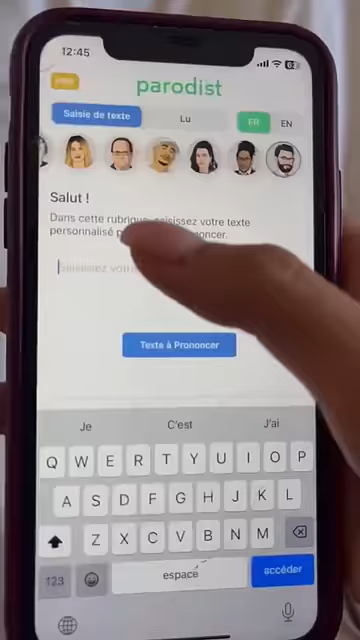 12:45
parodist
Saisie de texte
Lu
FR
EN
Salut !
Dans cette rubrique, saisissez votre texte
personnalisé
Saisissez
Texte à Prononcer
Je
C'est
J'ai
Q W E R T Y U I O P
A S D F G H J K L
Z X C V B N M
123
espace
accéder